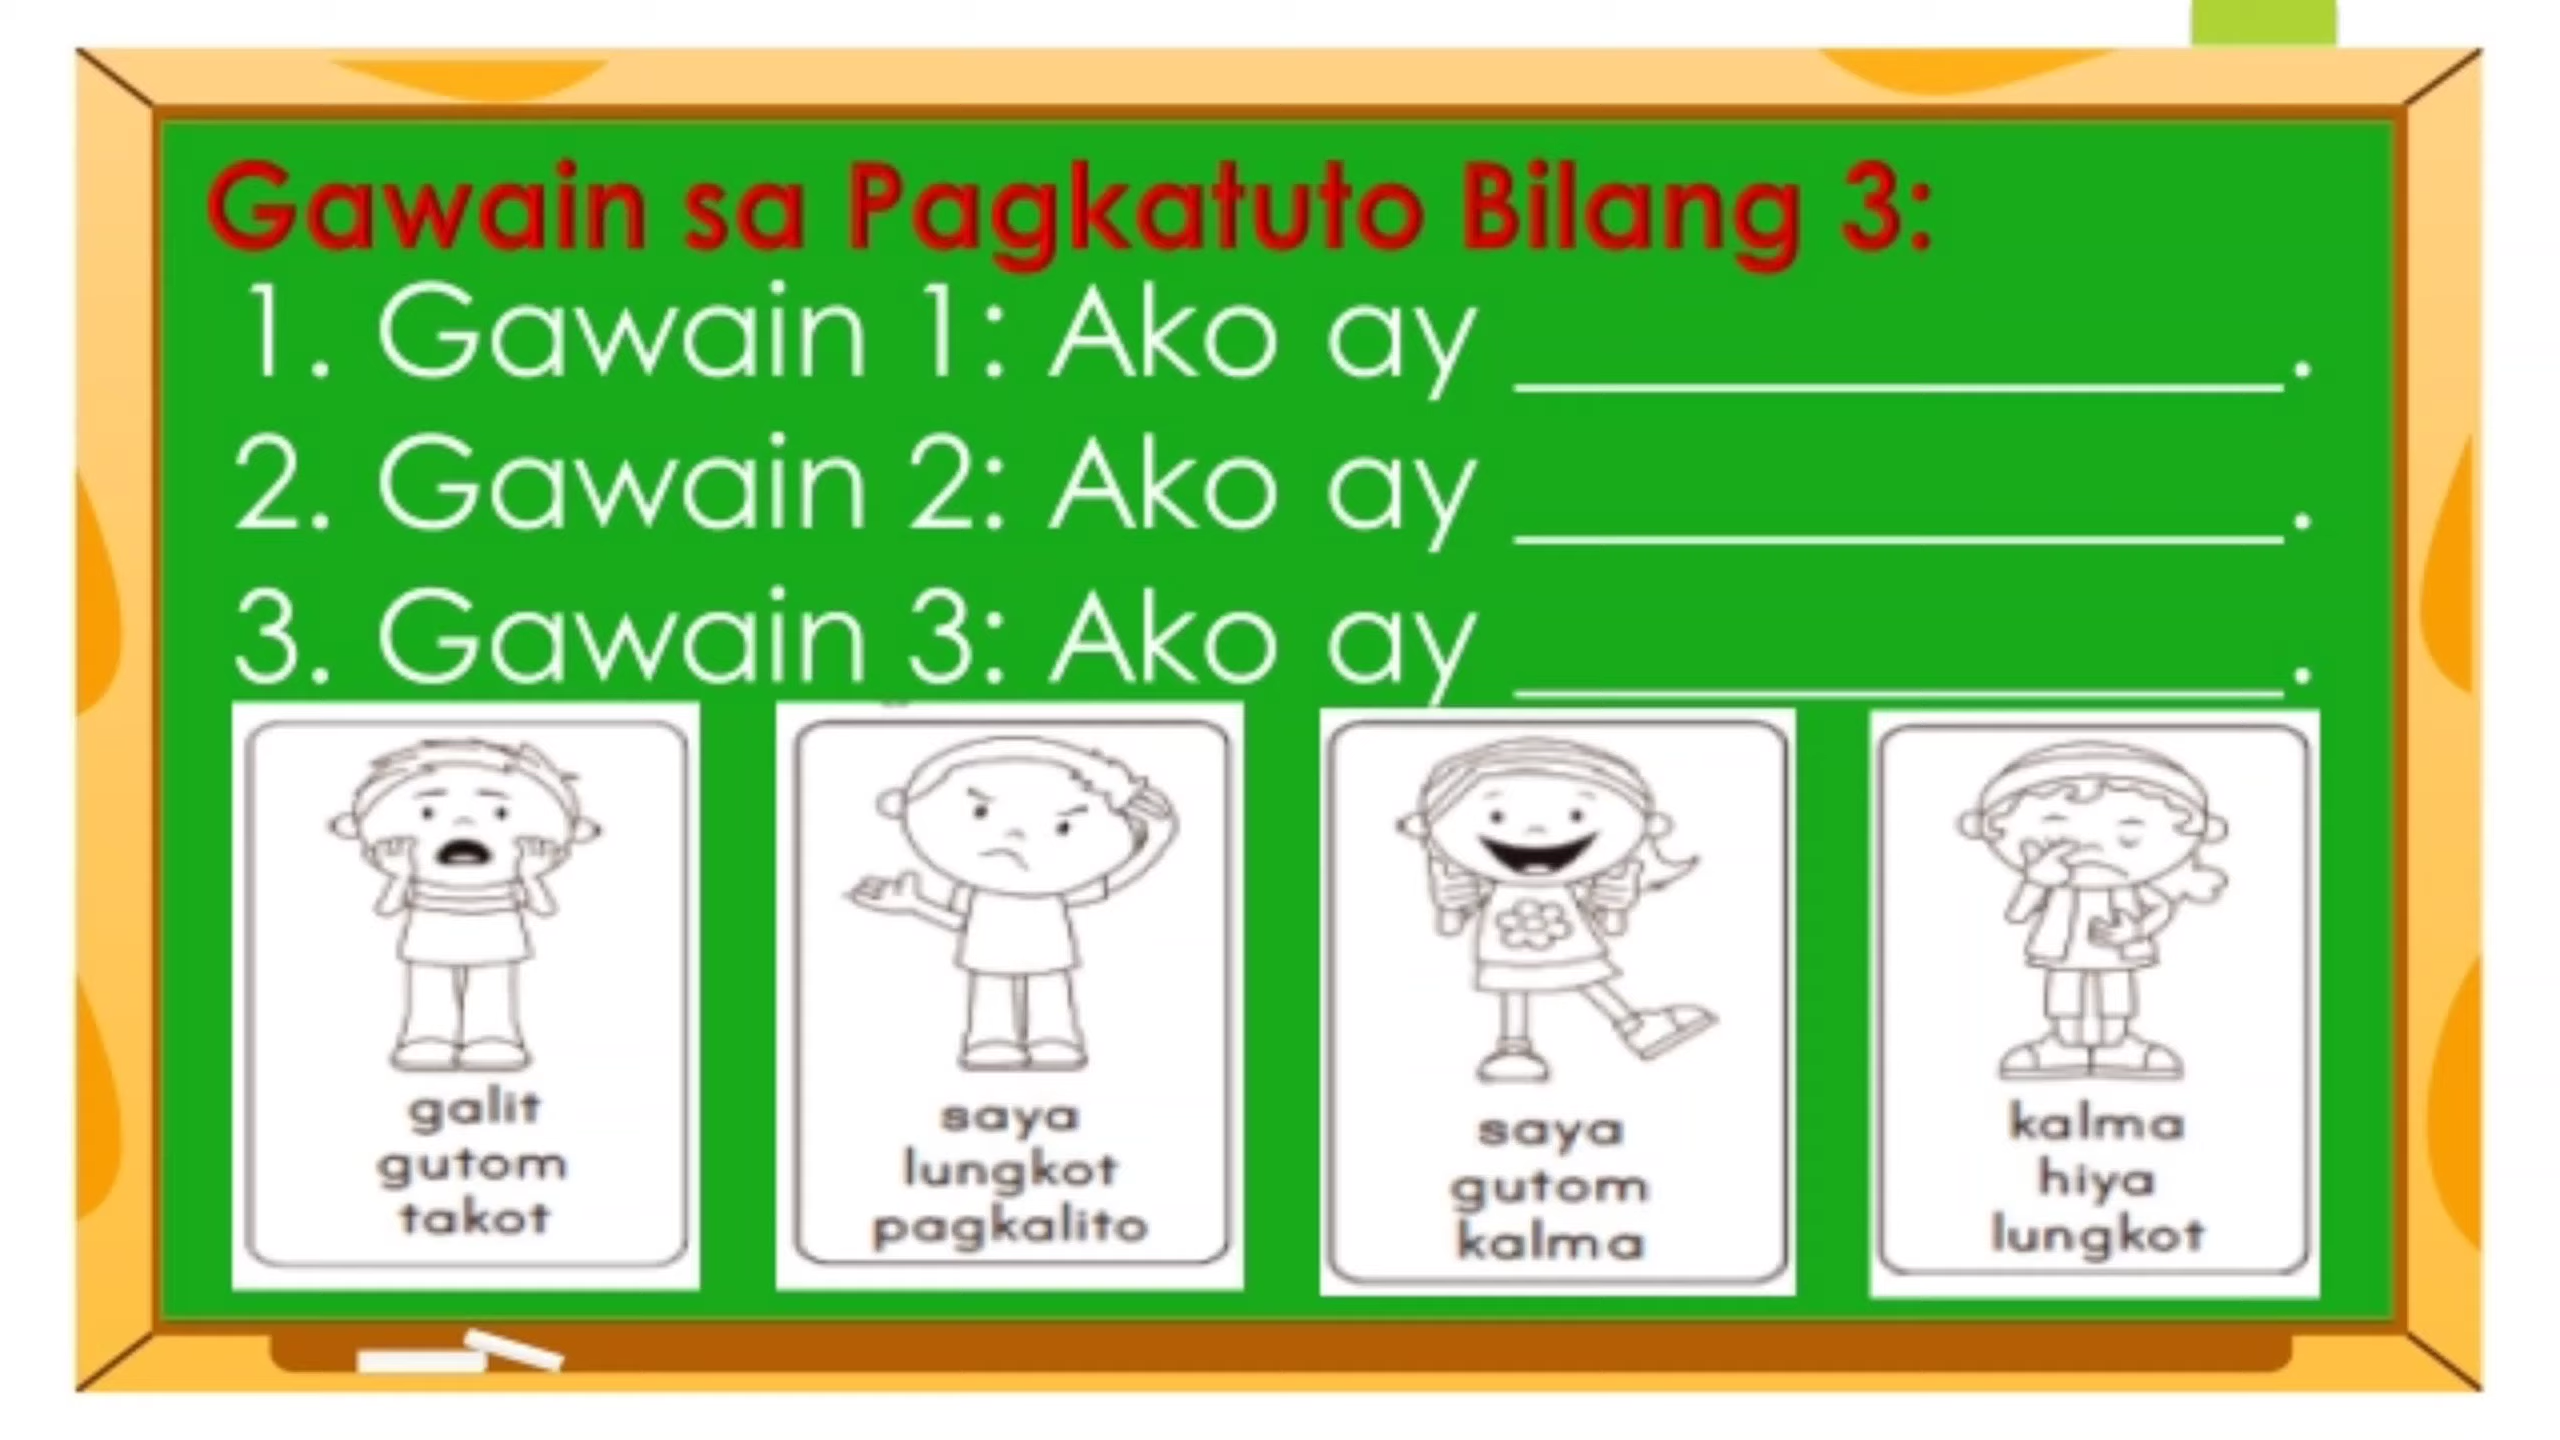 Gawain sa Pagkatuto Bilang 3:
1. Gawain 1: Ako ay ____________.
2. Gawain 2: Ako ay ____________.
3. Gawain 3: Ako ay ____________.
galit
gutom
takot
saya
lungkot
pagkalito
saya
gutom
kalma
kalma
hiya
lungkot